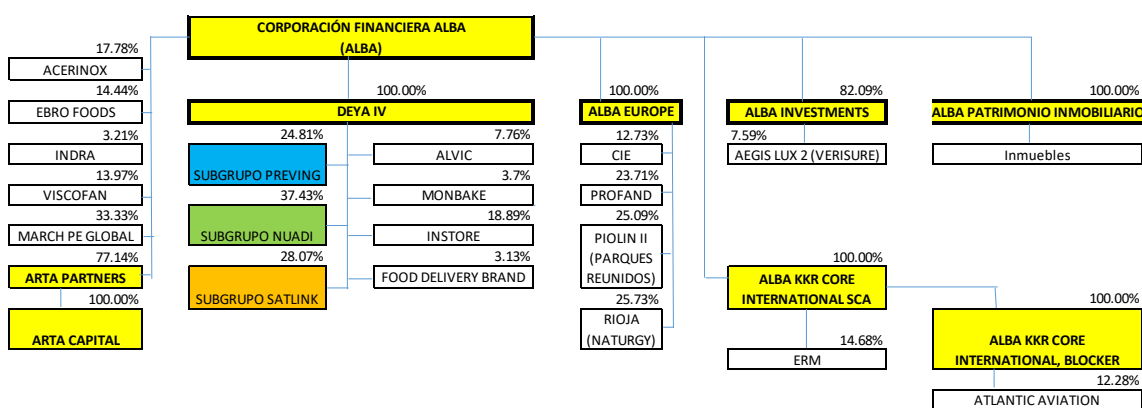 CORPORACIÓN FINANCIERA ALBA
(ALBA)
17.78%
ACERINOX
14.44%
EBRO FOODS
3.21%
INDRA
13.97%
VISCOFAN
33.33%
MARCH PE GLOBAL
77.14%
ARTA PARTNERS
100.00%
ARTA CAPITAL
100.00%
DEYA IV
24.81%
SUBGRUPO PREVING
37.43%
SUBGRUPO NUADI
28.07%
SUBGRUPO SATLINK
7.76%
ALVIC
3.7%
MONBAKE
18.89%
INSTORE
3.13%
FOOD DELIVERY BRAND
100.00%
ALBA EUROPE
12.73%
CIE
23.71%
PROFAND
25.09%
PIOLIN II
(PARQUES
REUNIDOS)
25.73%
RIOJA
(NATURGY)
82.09%
ALBA INVESTMENTS
7.59%
AEGIS LUX 2 (VERISURE)
100.00%
ALBA KKR CORE
INTERNATIONAL SCA
14.68%
ERM
100.00%
ALBA PATRIMONIO INMOBILIARIO
Inmuebles
100.00%
ALBA KKR CORE
INTERNATIONAL, BLOCKER
12.28%
ATLANTIC AVIATION